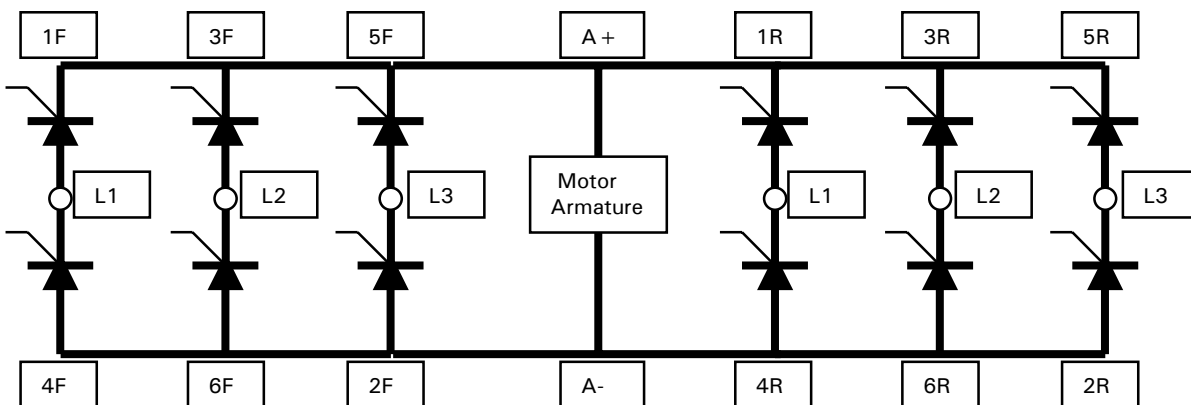 1F 3F 5F A+ 1R 3R 5R
L1 L2 L3 Motor Armature L1 L2 L3
4F 6F 2F A- 4R 6R 2R